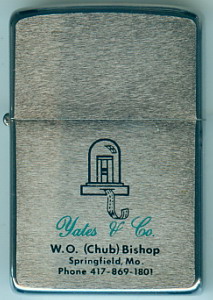 Yates & Co.
W.O. (Chub) Bishop
Springfield, Mo.
Phone 417-869-1801